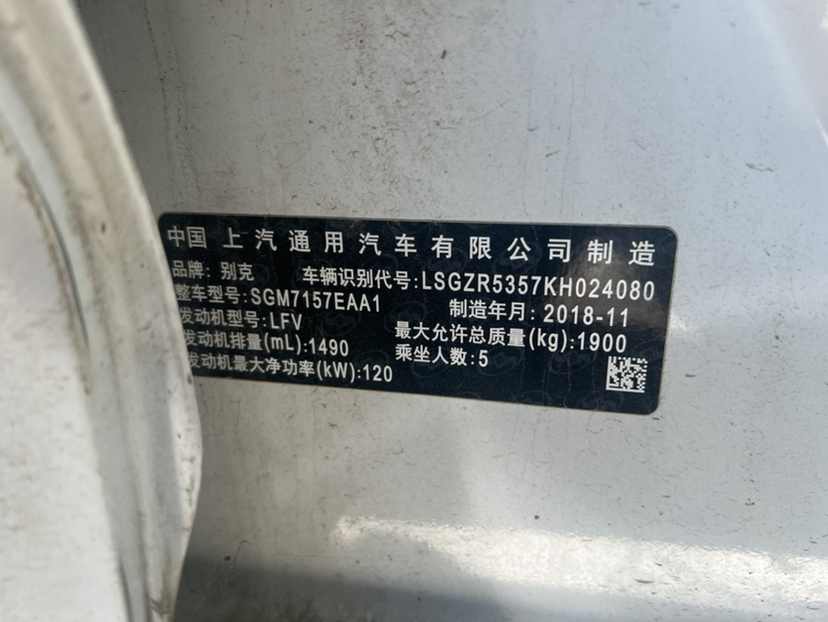 中国 上汽通用汽车有限公司制造
品牌: 别克 车辆识别代号:LSGZR5357KH024080
整车型号:SGM7157EAA1 制造年月: 2018-11
发动机型号:LFV 最大允许总质量(kg):1900
发动机排量(mL):1490 乘坐人数:5
发动机最大净功率(kW):120